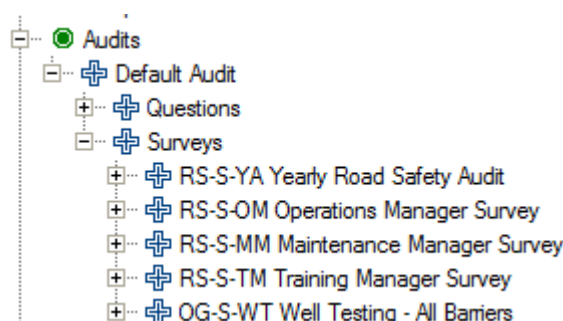 Audits
Default Audit
Questions
Surveys
RS-S-YA Yearly Road Safety Audit
RS-S-OM Operations Manager Survey
RS-S-MM Maintenance Manager Survey
RS-S-TM Training Manager Survey
OG-S-WT Well Testing - All Barriers